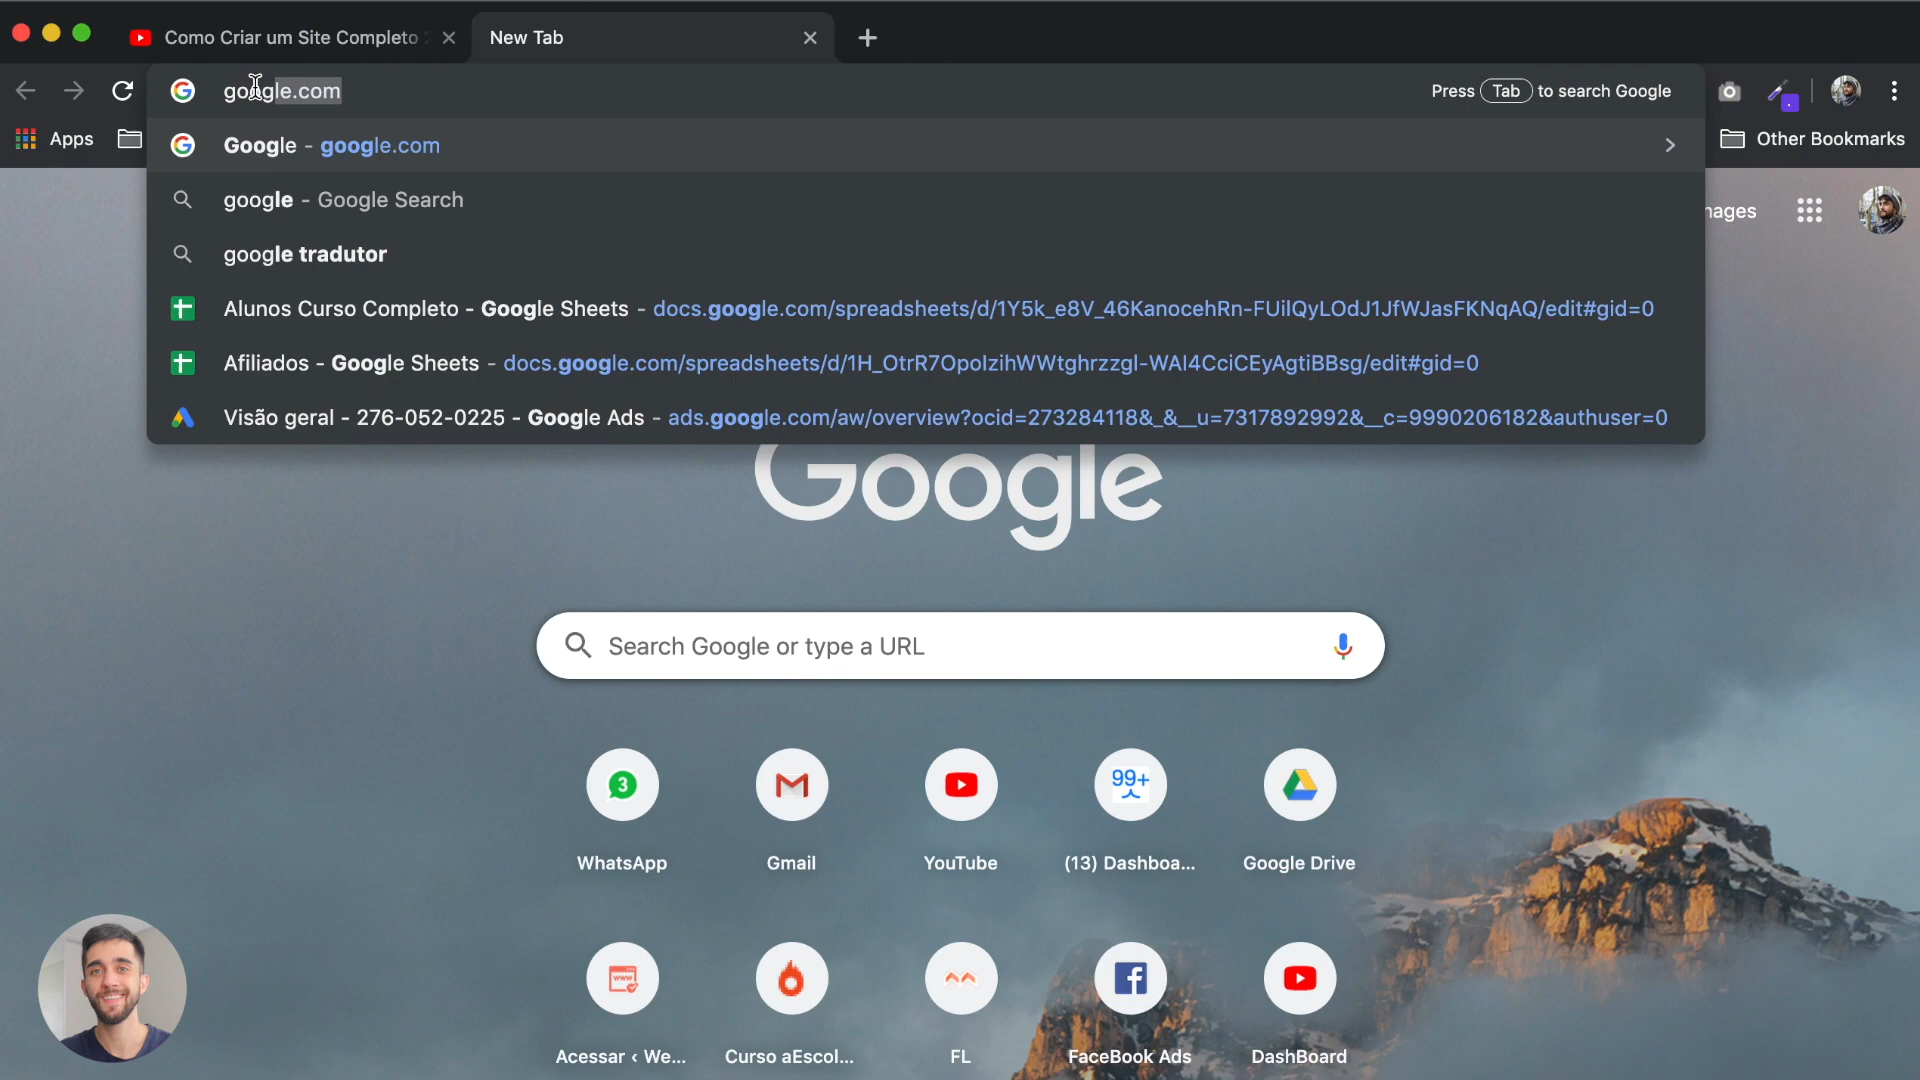 Como Criar um Site Completo
New Tab
google.com
Press Tab to search Google
Apps
Other Bookmarks
Google - google.com
google - Google Search
google tradutor
Alunos Curso Completo - Google Sheets - docs.google.com/spreadsheets/d/1Y5k_e8V_46KanocehRn-FUilQyLOdJ1JfWJasFKNqAQ/edit#gid=0
Afiliados - Google Sheets - docs.google.com/spreadsheets/d/1H_OtrR7OpolzihWWtghrzzgl-WAI4CciCEyAgtiBBsg/edit#gid=0
Visão geral - 276-052-0225 - Google Ads - ads.google.com/aw/overview?ocid=273284118&_&__u=7317892992&__c=9990206182&authuser=0
nages
Google
Search Google or type a URL
3
99+
WhatsApp
Gmail
YouTube
(13) Dashboa...
Google Drive
www
Acessar ‹ We...
Curso aEscol...
FL
FaceBook Ads
DashBoard